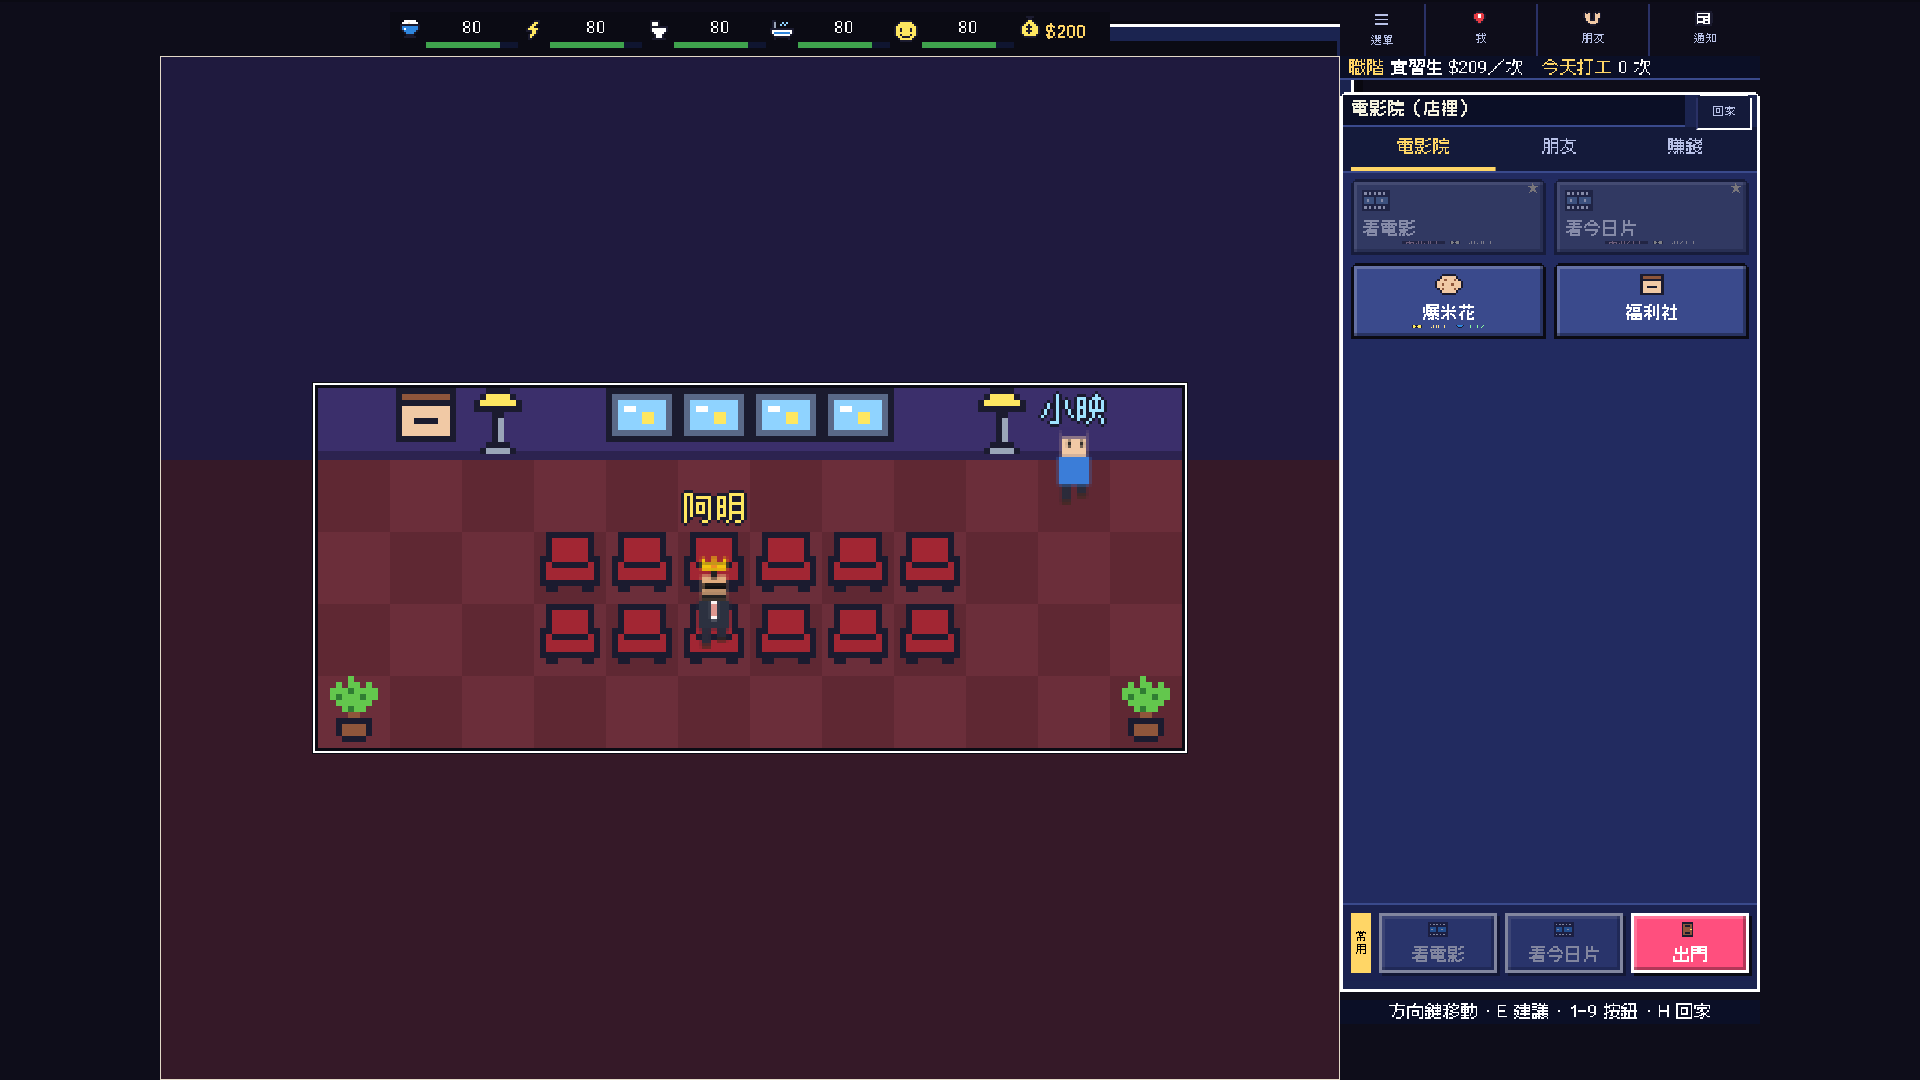 80 80 80 80 80 $200
選單 我 朋友 通知
職階 實習生 $209／次 今天打工 0 次
電影院（店裡） 回家
電影院 朋友 賺錢
看電影 看今日片
爆米花 福利社
小映
阿明
常用 看電影 看今日片 出門
方向鍵移動 · E 建議 · 1-9 按鈕 · H 回家